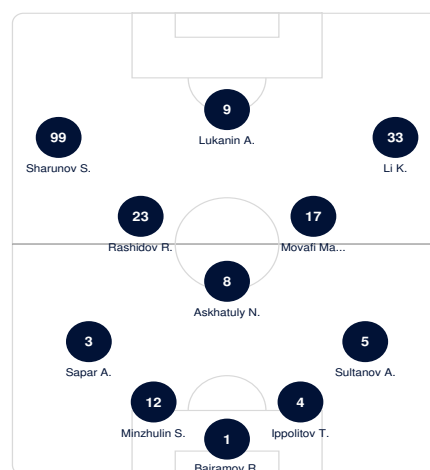 9
Lukanin A.
99
Sharunov S.
33
Li K.
23
Rashidov R.
17
Movafi Ma...
8
Askhatuly N.
3
Sapar A.
5
Sultanov A.
12
Minzhulin S.
4
Ippolitov T.
1
Bairamov R.